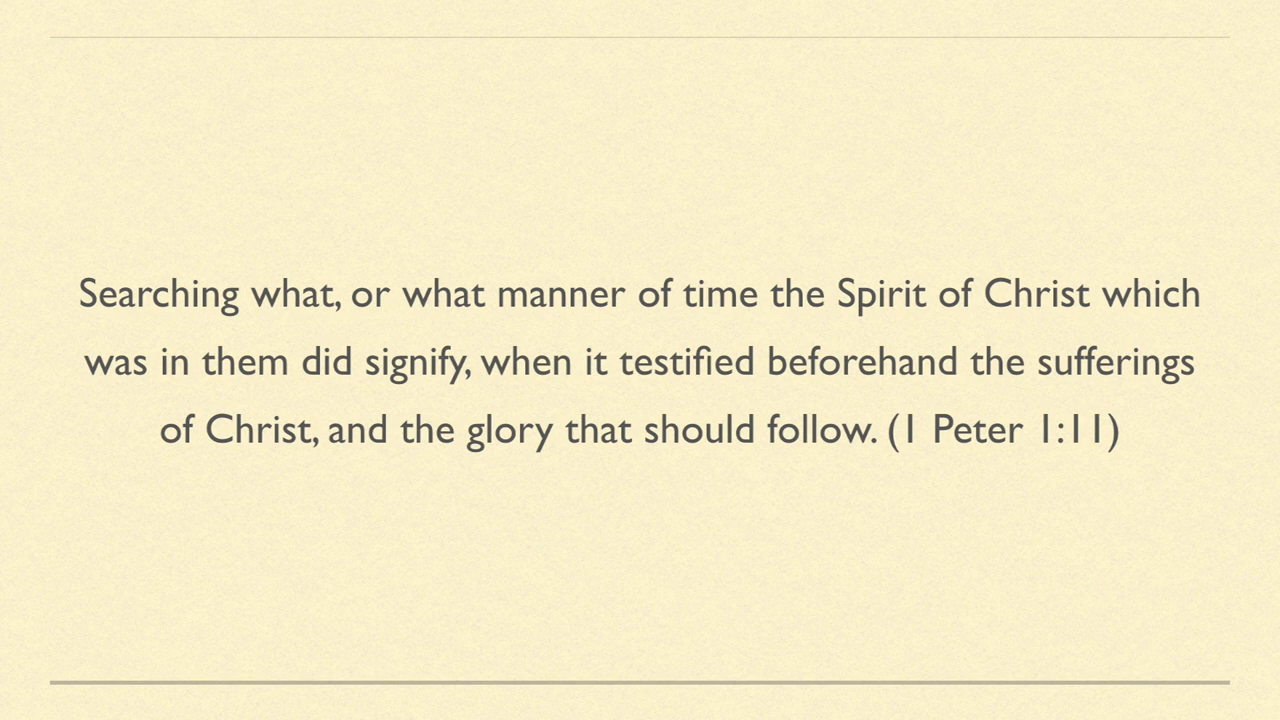 Searching what, or what manner of time the Spirit of Christ which
was in them did signify, when it testified beforehand the sufferings
of Christ, and the glory that should follow. (1 Peter 1:11)